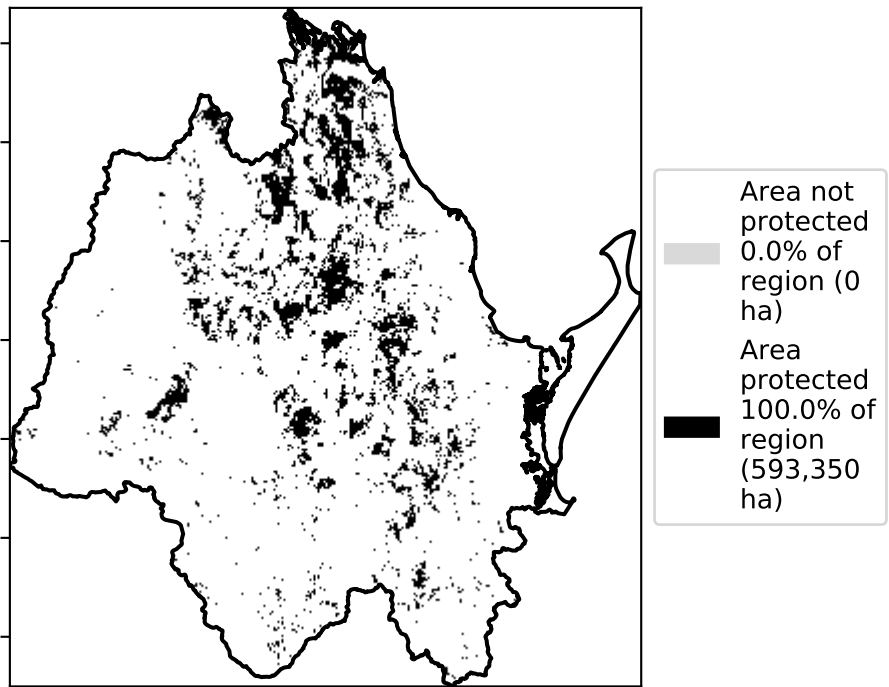 Area not
protected
0.0% of
region (0
ha)
Area
protected
100.0% of
region
(593,350
ha)